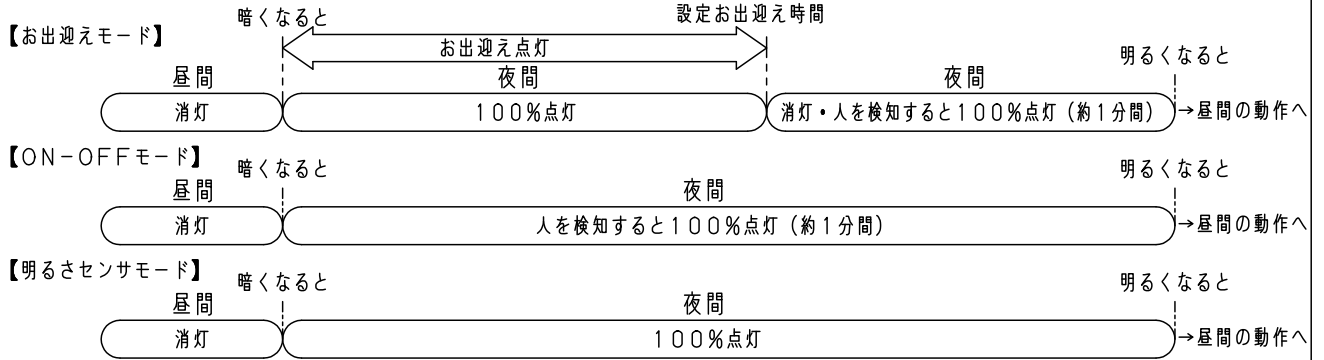 暗くなると 設定お出迎え時間
【お出迎えモード】
お出迎え点灯
明るくなると
昼間 夜間 夜間
消灯 100%点灯 消灯・人を検知すると100%点灯(約1分間) →昼間の動作へ
【ON-OFFモード】
暗くなると 明るくなると
昼間 夜間
消灯 人を検知すると100%点灯(約1分間) →昼間の動作へ
【明るさセンサモード】
暗くなると 明るくなると
昼間 夜間
消灯 100%点灯 →昼間の動作へ